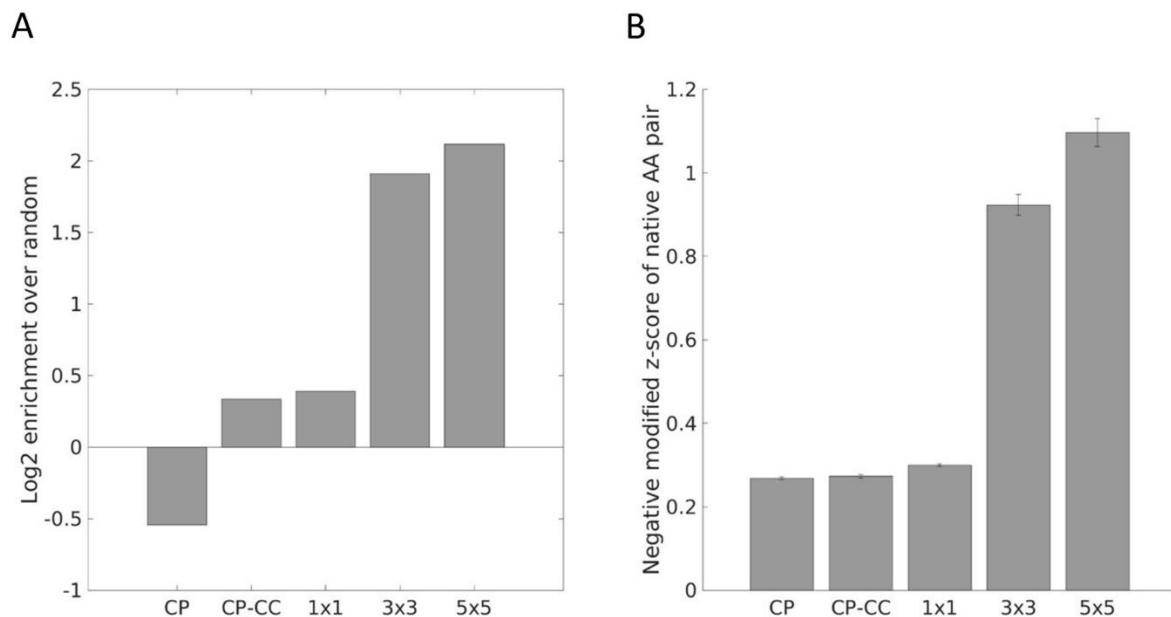 A
B
Log2 enrichment over random
2.5
2
1.5
1
0.5
0
-0.5
-1
CP CP-CC 1x1 3x3 5x5
Negative modified z-score of native AA pair
1.2
1
0.8
0.6
0.4
0.2
0
CP CP-CC 1x1 3x3 5x5